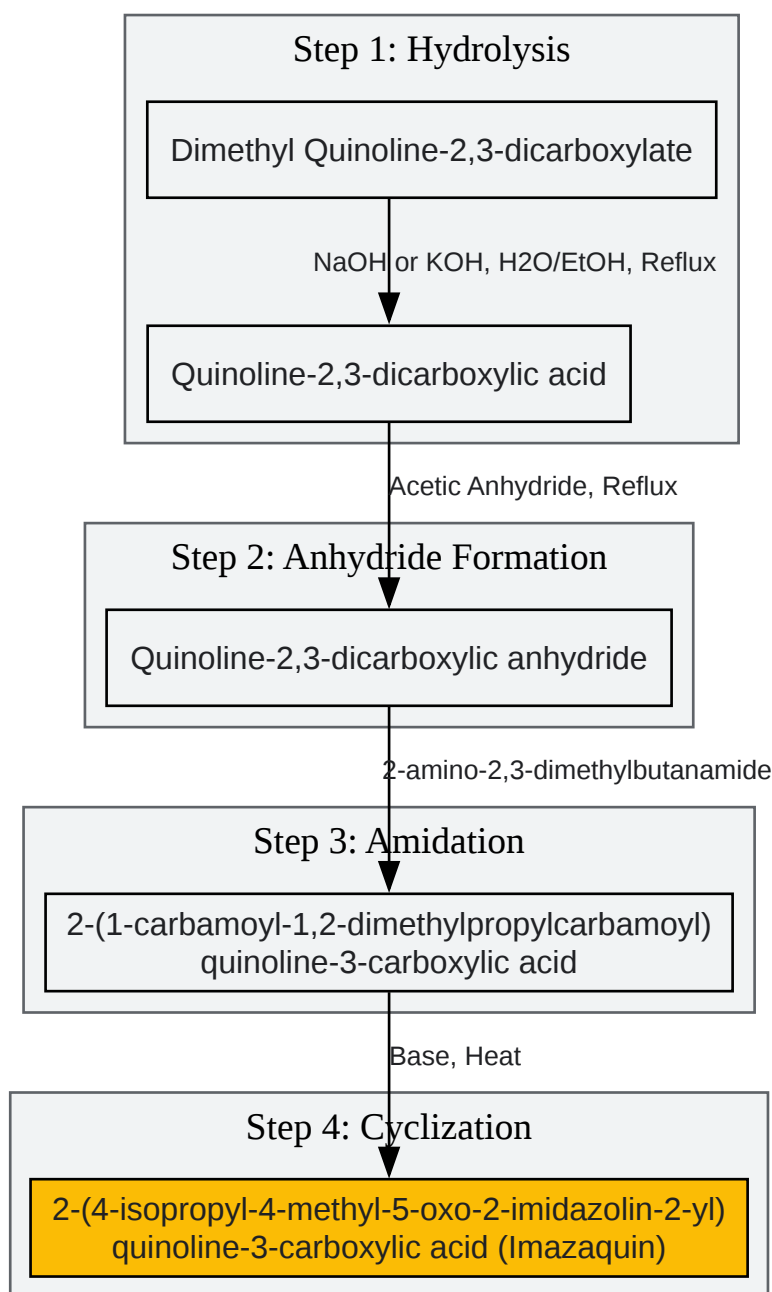 Step 1: Hydrolysis
Dimethyl Quinoline-2,3-dicarboxylate
NaOH or KOH, H2O/EtOH, Reflux
Quinoline-2,3-dicarboxylic acid
Acetic Anhydride, Reflux
Step 2: Anhydride Formation
Quinoline-2,3-dicarboxylic anhydride
2-amino-2,3-dimethylbutanamide
Step 3: Amidation
2-(1-carbamoyl-1,2-dimethylpropylcarbamoyl)
quinoline-3-carboxylic acid
Base, Heat
Step 4: Cyclization
2-(4-isopropyl-4-methyl-5-oxo-2-imidazolin-2-yl)
quinoline-3-carboxylic acid (Imazaquin)